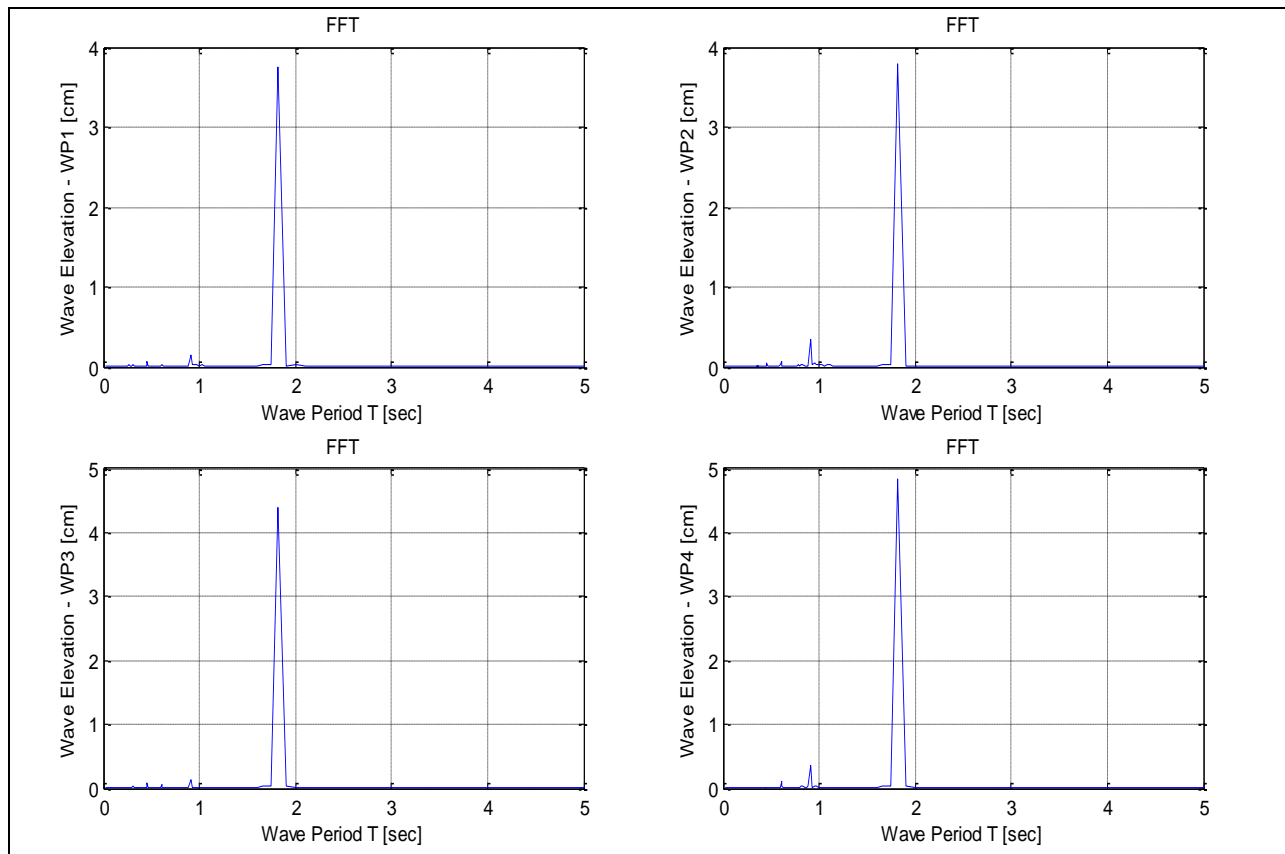 FFT
Wave Elevation - WP1 [cm]
4
3
2
1
0
0 1 2 3 4 5
Wave Period T [sec]
FFT
Wave Elevation - WP2 [cm]
4
3
2
1
0
0 1 2 3 4 5
Wave Period T [sec]
FFT
Wave Elevation - WP3 [cm]
5
4
3
2
1
0
0 1 2 3 4 5
Wave Period T [sec]
FFT
Wave Elevation - WP4 [cm]
5
4
3
2
1
0
0 1 2 3 4 5
Wave Period T [sec]